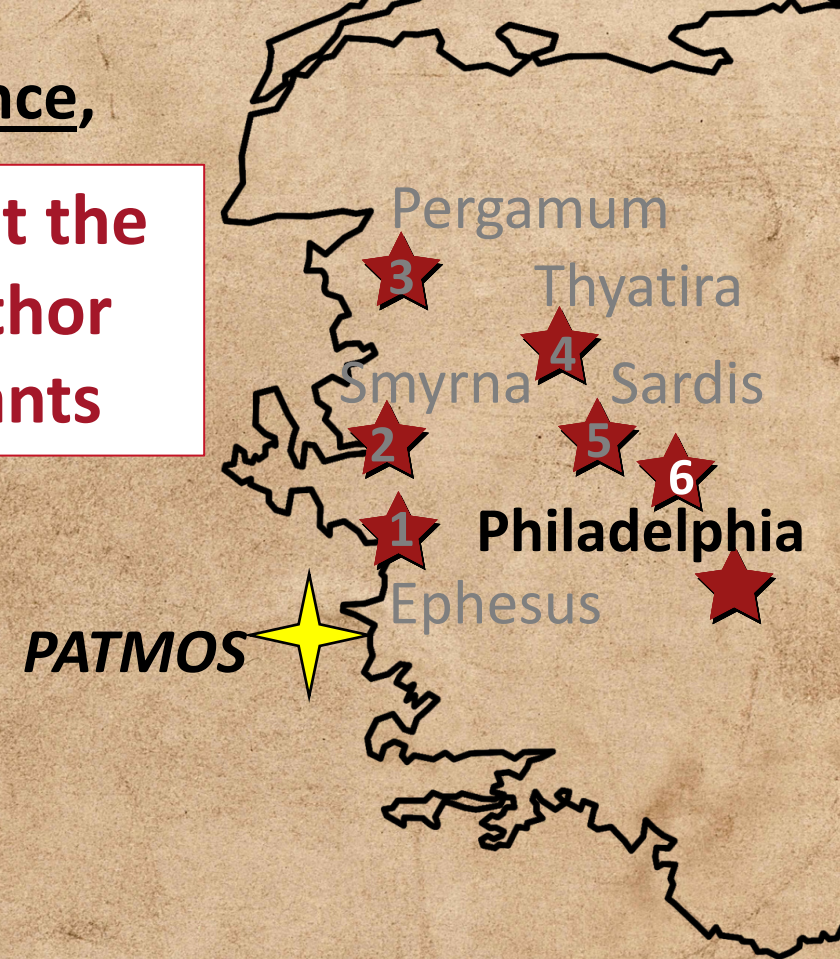 nce,
t the
thor
nts
Pergamum
3
Thyatira
4
Smyrna
Sardis
2
5
6
1
Philadelphia
Ephesus
PATMOS